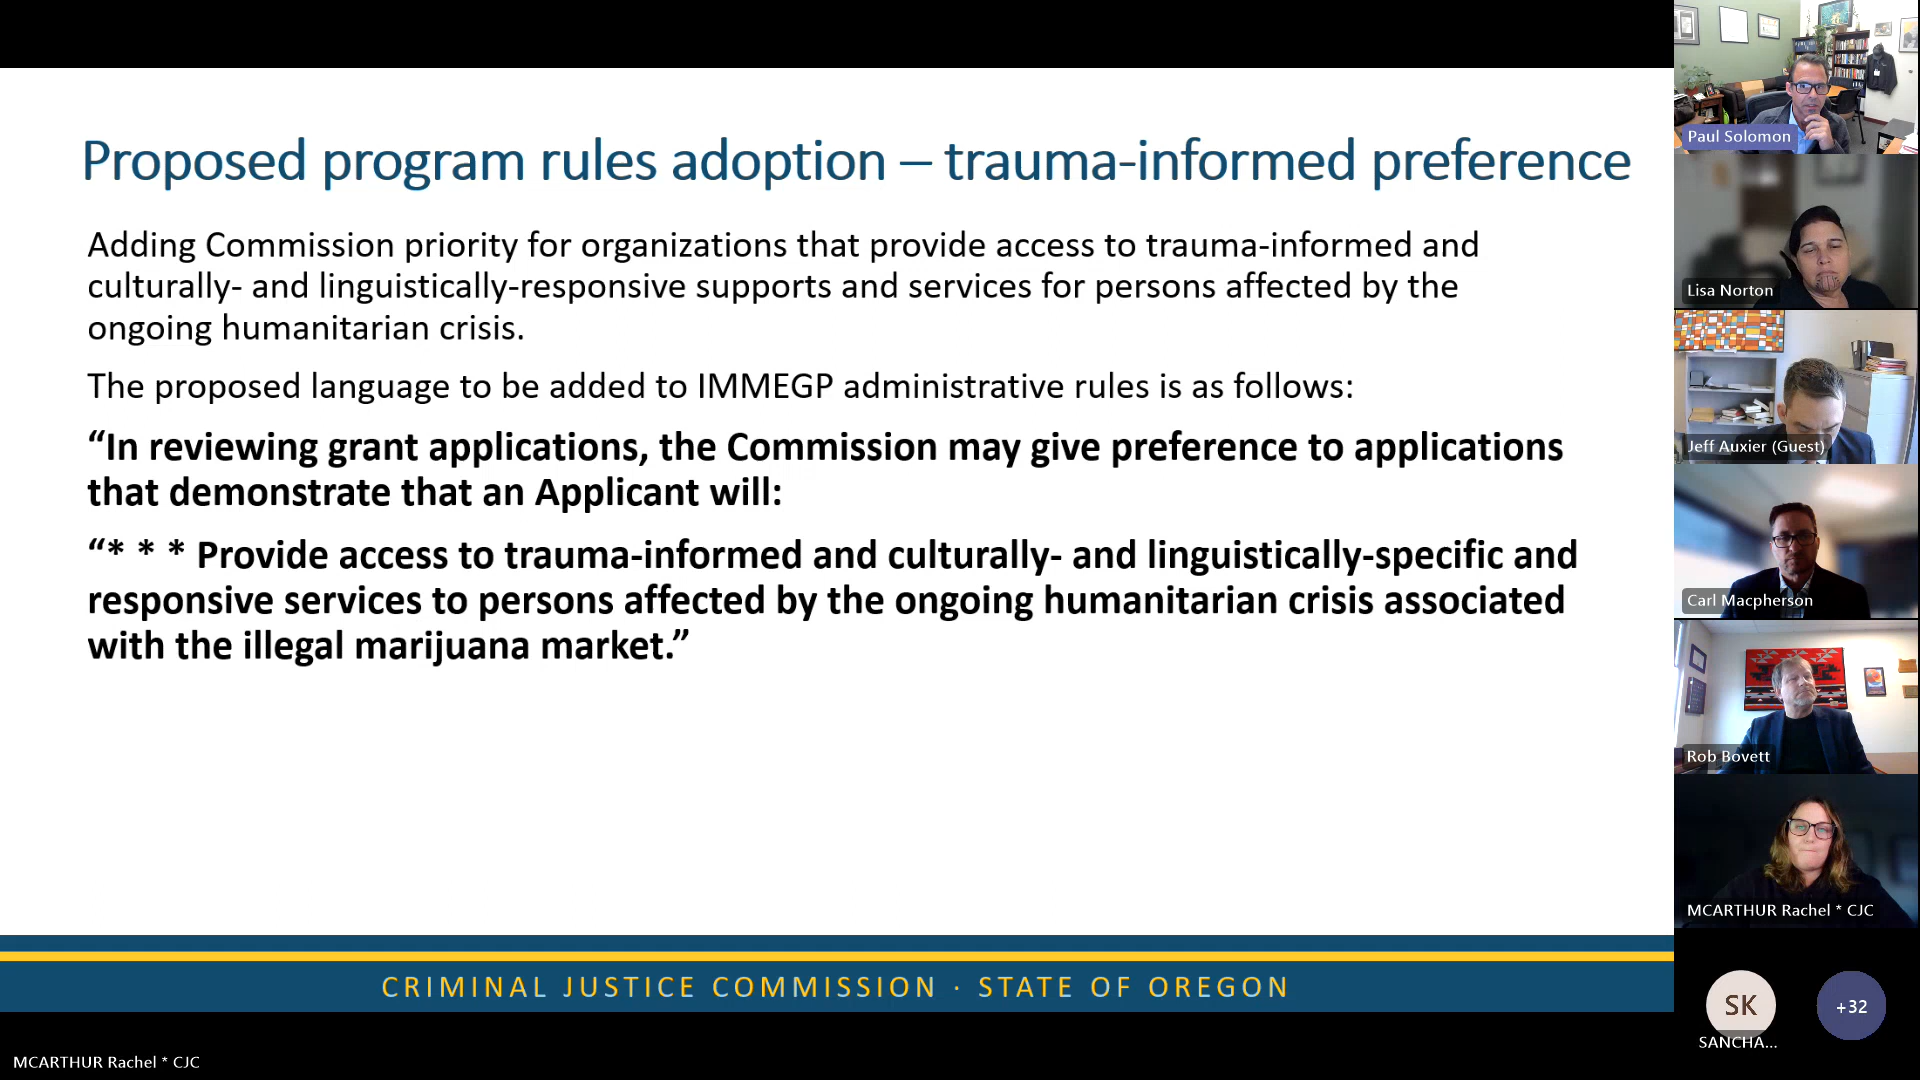 Proposed program rules adoption – trauma-informed preference
Adding Commission priority for organizations that provide access to trauma-informed and
culturally- and linguistically-responsive supports and services for persons affected by the
ongoing humanitarian crisis.
The proposed language to be added to IMMEGP administrative rules is as follows:
“In reviewing grant applications, the Commission may give preference to applications
that demonstrate that an Applicant will:
“* * * Provide access to trauma-informed and culturally- and linguistically-specific and
responsive services to persons affected by the ongoing humanitarian crisis associated
with the illegal marijuana market.”
CRIMINAL JUSTICE COMMISSION · STATE OF OREGON
MCARTHUR Rachel * CJC
Paul Solomon
Lisa Norton
Jeff Auxier (Guest)
Carl Macpherson
Rob Bovett
MCARTHUR Rachel * CJC
SK
+32
SANCHA...